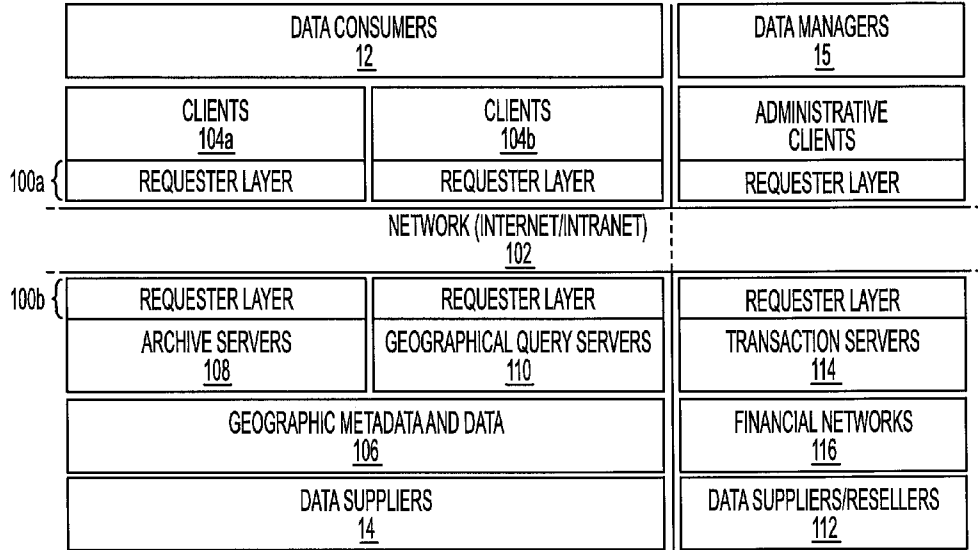 DATA CONSUMERS
12
DATA MANAGERS
15
CLIENTS
104a
CLIENTS
104b
ADMINISTRATIVE
CLIENTS
100a {
REQUESTER LAYER
REQUESTER LAYER
REQUESTER LAYER
NETWORK (INTERNET/INTRANET)
102
100b {
REQUESTER LAYER
REQUESTER LAYER
REQUESTER LAYER
ARCHIVE SERVERS
108
GEOGRAPHICAL QUERY SERVERS
110
TRANSACTION SERVERS
114
GEOGRAPHIC METADATA AND DATA
106
FINANCIAL NETWORKS
116
DATA SUPPLIERS
14
DATA SUPPLIERS/RESELLERS
112